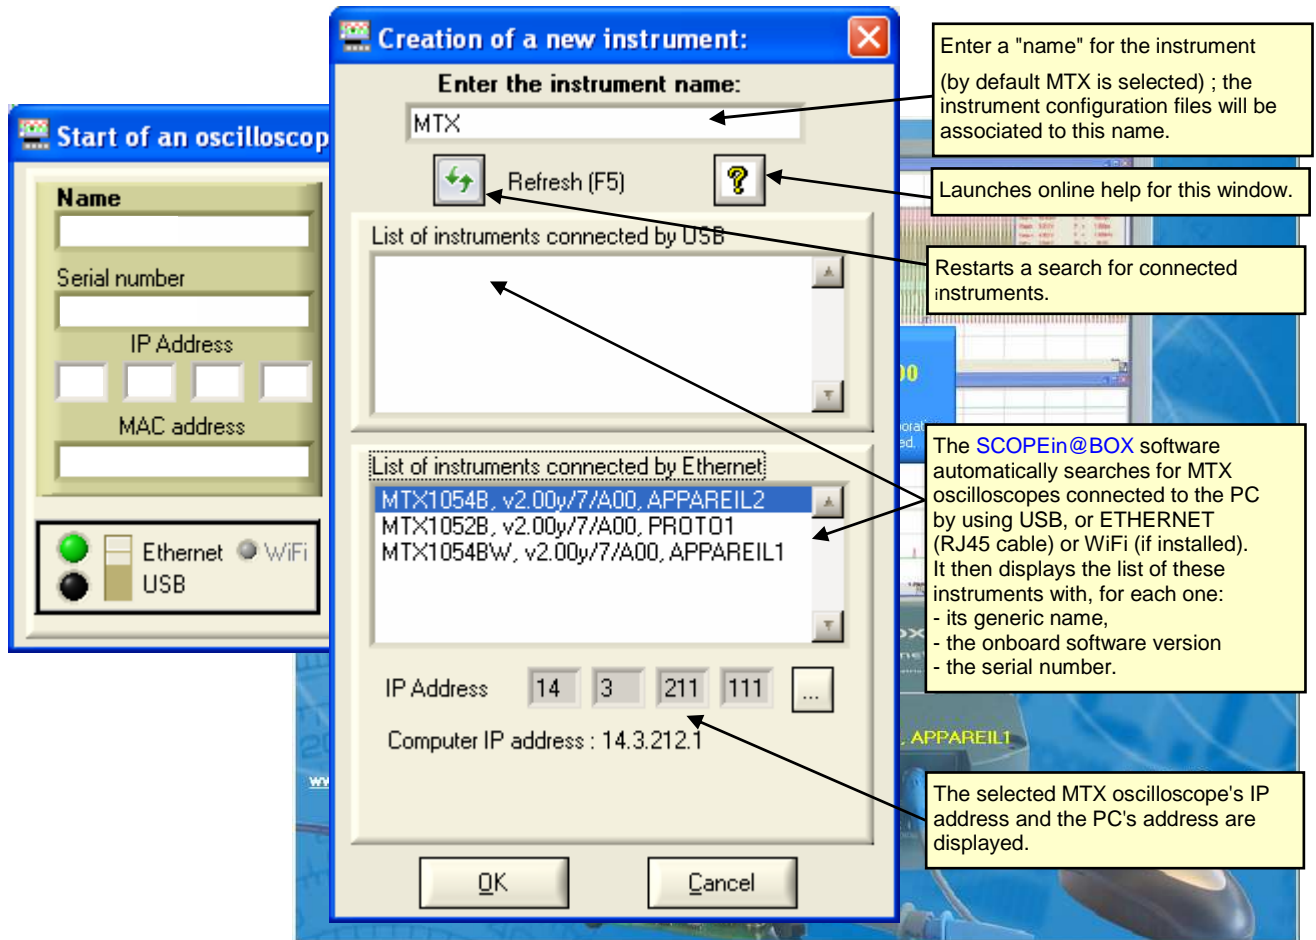 Creation of a new instrument:
Enter the instrument name:
MTX
Refresh (F5)
?
List of instruments connected by USB
List of instruments connected by Ethernet
MTX1054B, v2.00y/7/A00, APPAREIL2
MTX1052B, v2.00y/7/A00, PROTO1
MTX1054BW, v2.00y/7/A00, APPAREIL1
IP Address 14 3 211 111 ...
Computer IP address : 14.3.212.1
OK Cancel
Start of an oscilloscop
Name
Serial number
IP Address
MAC address
Ethernet WiFi
USB
Enter a "name" for the instrument
(by default MTX is selected) ; the
instrument configuration files will be
associated to this name.
Launches online help for this window.
Restarts a search for connected
instruments.
The SCOPEin@BOX software
automatically searches for MTX
oscilloscopes connected to the PC
by using USB, or ETHERNET
(RJ45 cable) or WiFi (if installed).
It then displays the list of these
instruments with, for each one:
- its generic name,
- the onboard software version
- the serial number.
, APPAREIL1
The selected MTX oscilloscope's IP
address and the PC's address are
displayed.